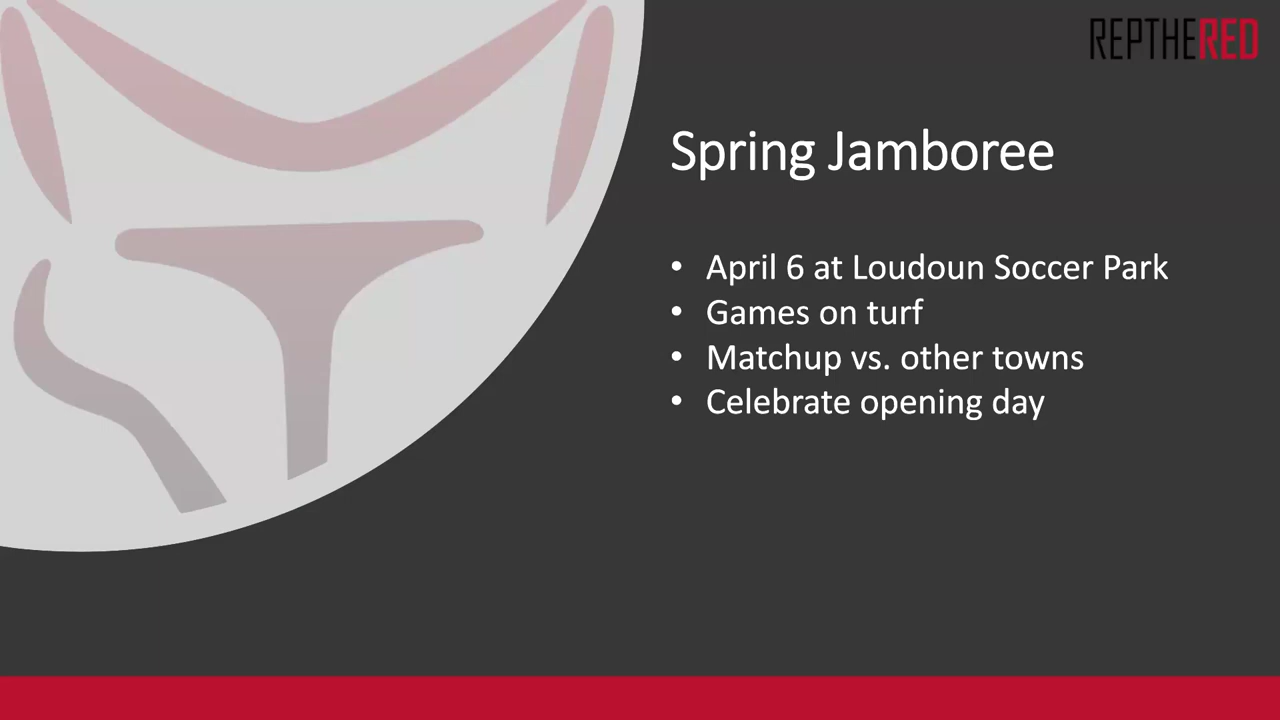 REPTHERED
Spring Jamboree
• April 6 at Loudoun Soccer Park
• Games on turf
• Matchup vs. other towns
• Celebrate opening day